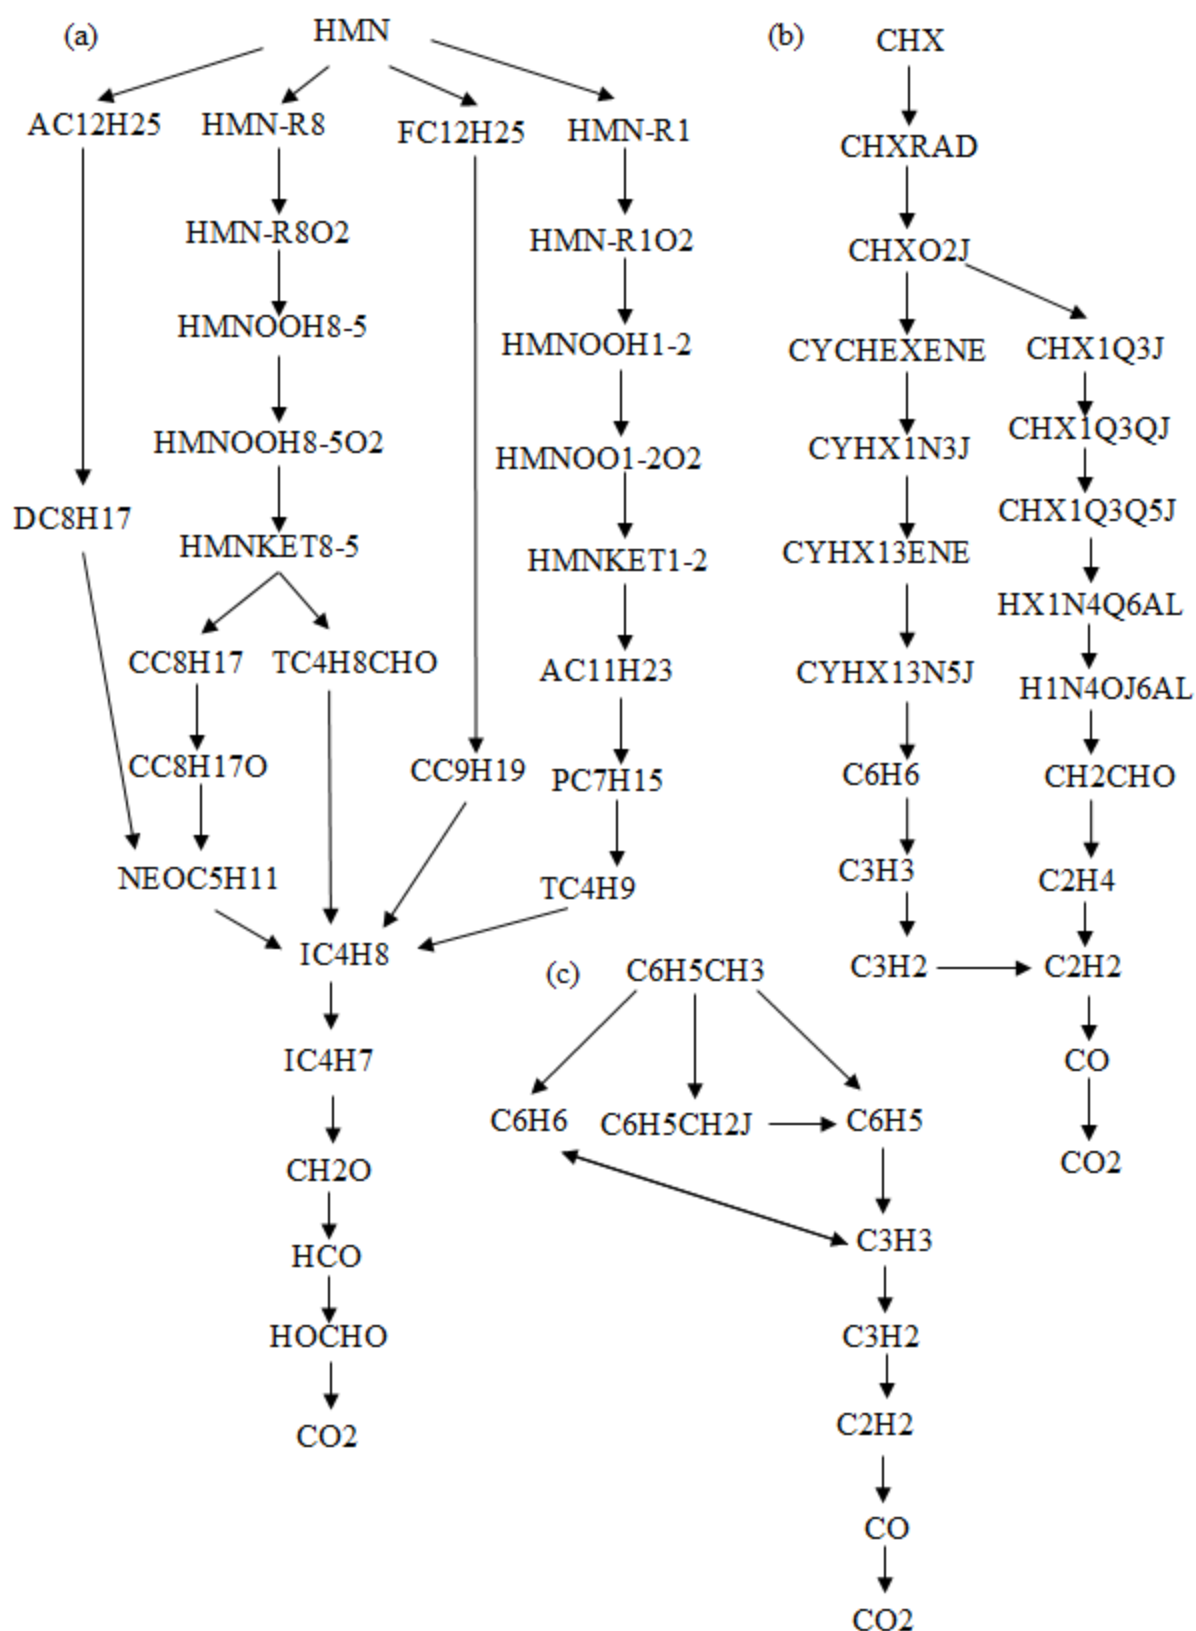 (a)
HMN
AC12H25
HMN-R8
FC12H25
HMN-R1
HMN-R8O2
HMN-R1O2
HMNOOH8-5
HMNOOH1-2
HMNOOH8-5O2
HMNOO1-2O2
DC8H17
HMNKET8-5
HMNKET1-2
CC8H17
TC4H8CHO
AC11H23
CC8H17O
CC9H19
PC7H15
NEOC5H11
TC4H9
IC4H8
IC4H7
CH2O
HCO
HOCHO
CO2
(b)
CHX
CHXRAD
CHXO2J
CYCHEXENE
CHX1Q3J
CYHX1N3J
CHX1Q3QJ
CYHX13ENE
CHX1Q3Q5J
CYHX13N5J
HX1N4Q6AL
H1N4OJ6AL
C6H6
CH2CHO
C3H3
C2H4
C3H2
C2H2
CO
CO2
(c)
C6H5CH3
C6H6
C6H5CH2J
C6H5
C3H3
C3H2
C2H2
CO
CO2